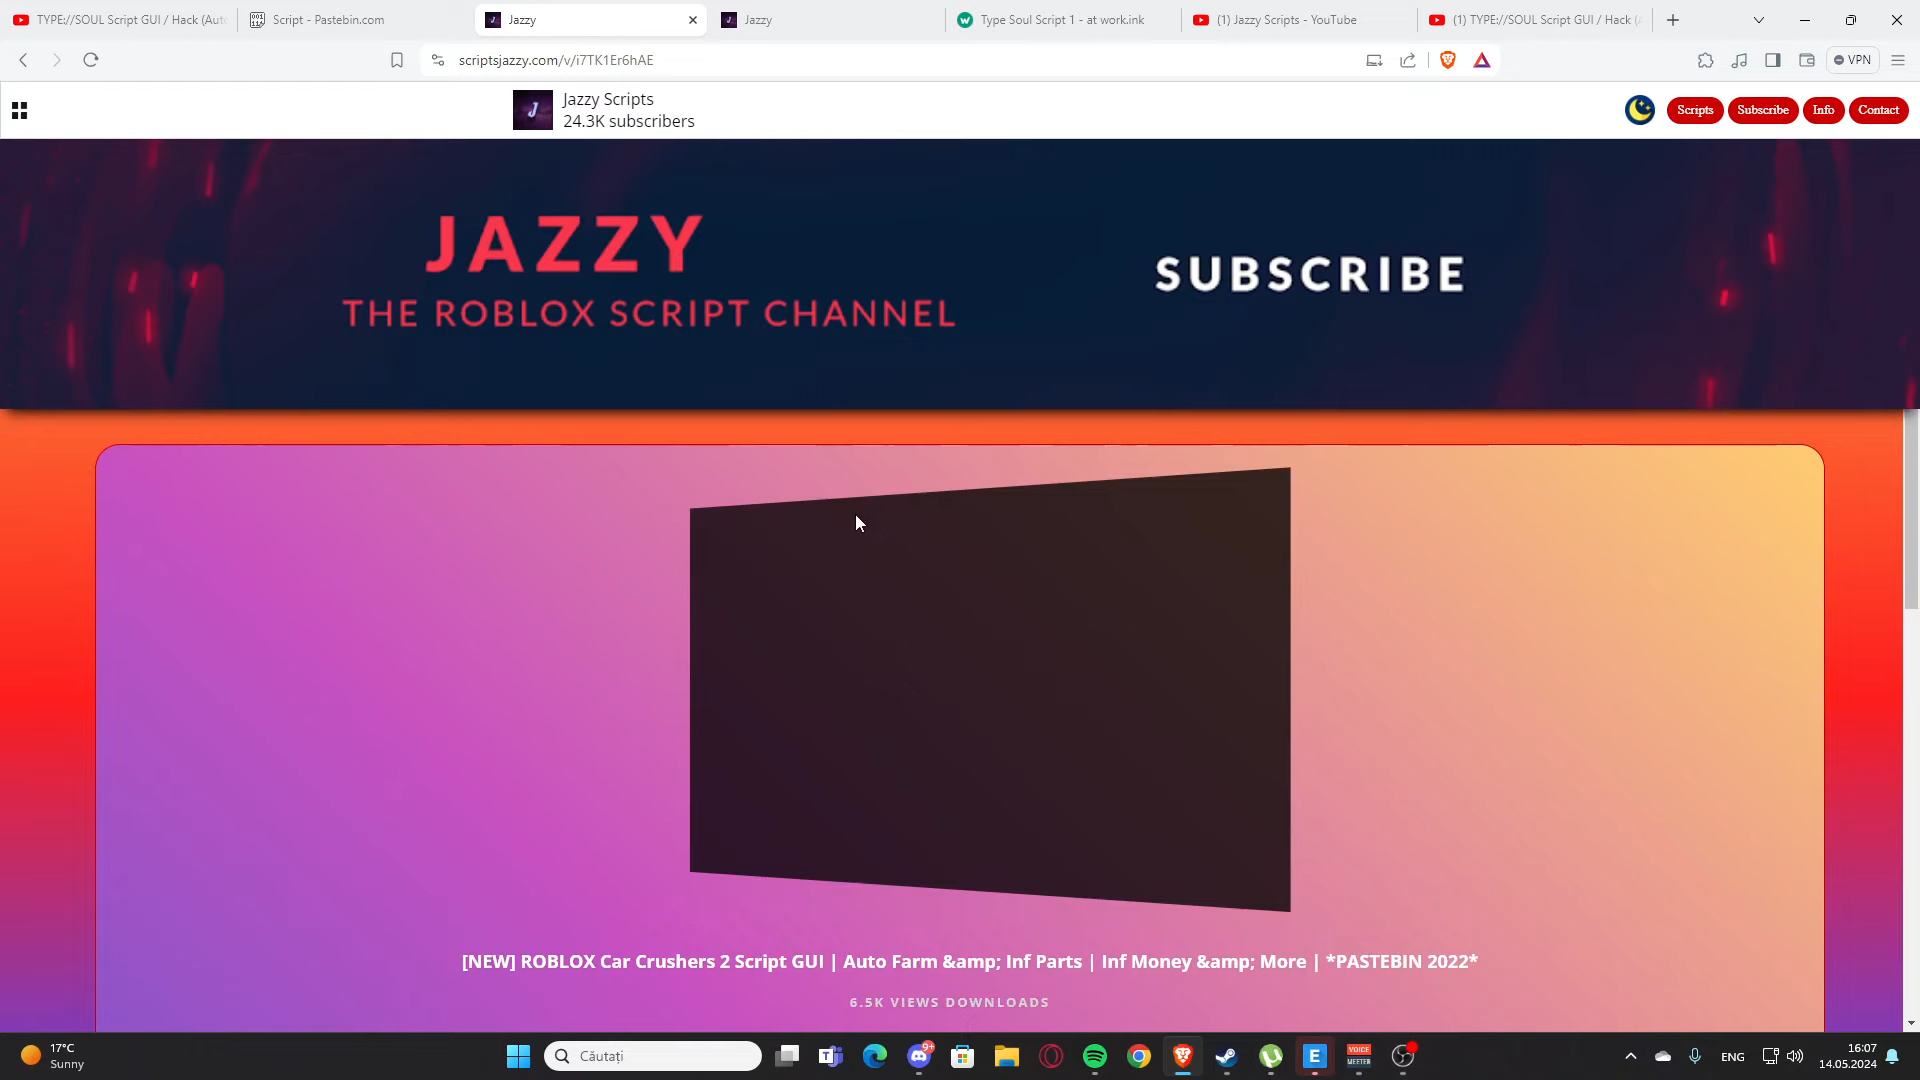 TYPE://SOUL Script GUI / Hack (Auto
Script - Pastebin.com
Jazzy
Jazzy
Type Soul Script 1 - at work.ink
(1) Jazzy Scripts - YouTube
(1) TYPE://SOUL Script GUI / Hack (A
scriptsjazzy.com/v/i7TK1Er6hAE
VPN
Jazzy Scripts
24.3K subscribers
Scripts
Subscribe
Info
Contact
JAZZY
THE ROBLOX SCRIPT CHANNEL
SUBSCRIBE
[NEW] ROBLOX Car Crushers 2 Script GUI | Auto Farm &amp; Inf Parts | Inf Money &amp; More | *PASTEBIN 2022*
6.5K VIEWS DOWNLOADS
17°C
Sunny
Căutați
9+
E
VOICE
MEETER
ENG
16:07
14.05.2024